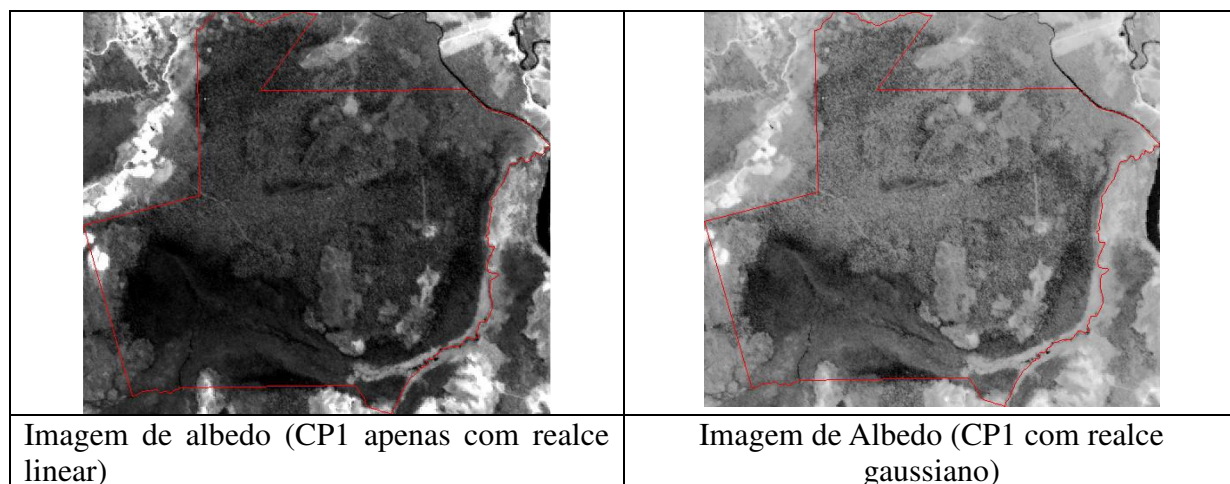 Imagem de albedo (CP1 apenas com realce
linear)
Imagem de Albedo (CP1 com realce
gaussiano)